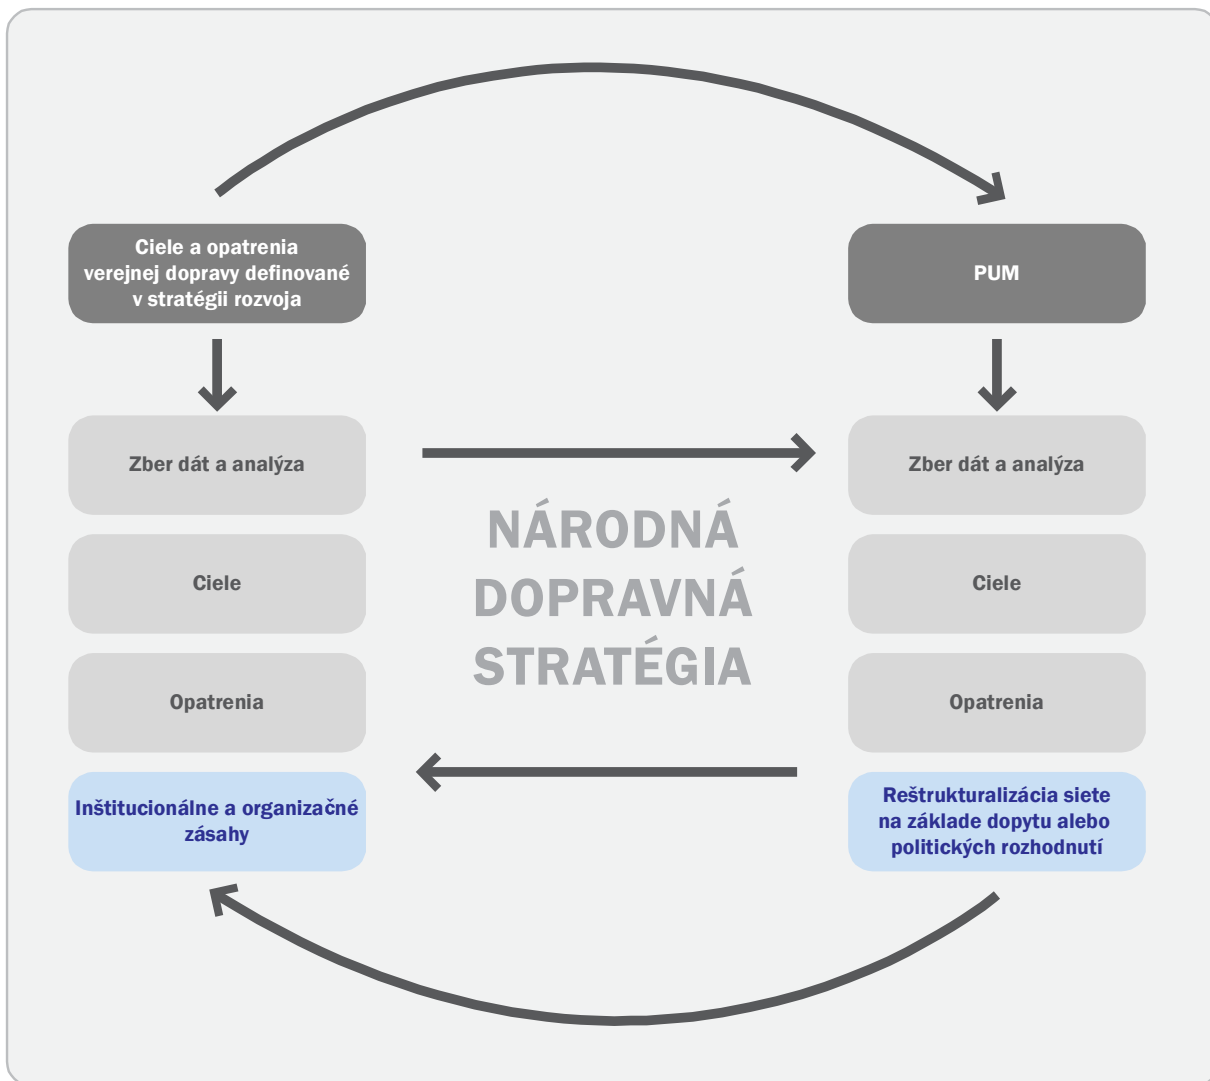 Ciele a opatrenia
verejnej dopravy definované
v stratégii rozvoja
Zber dát a analýza
Ciele
Opatrenia
Inštitucionálne a organizačné
zásahy
NÁRODNÁ
DOPRAVNÁ
STRATÉGIA
PUM
Zber dát a analýza
Ciele
Opatrenia
Reštrukturalizácia siete
na základe dopytu alebo
politických rozhodnutí